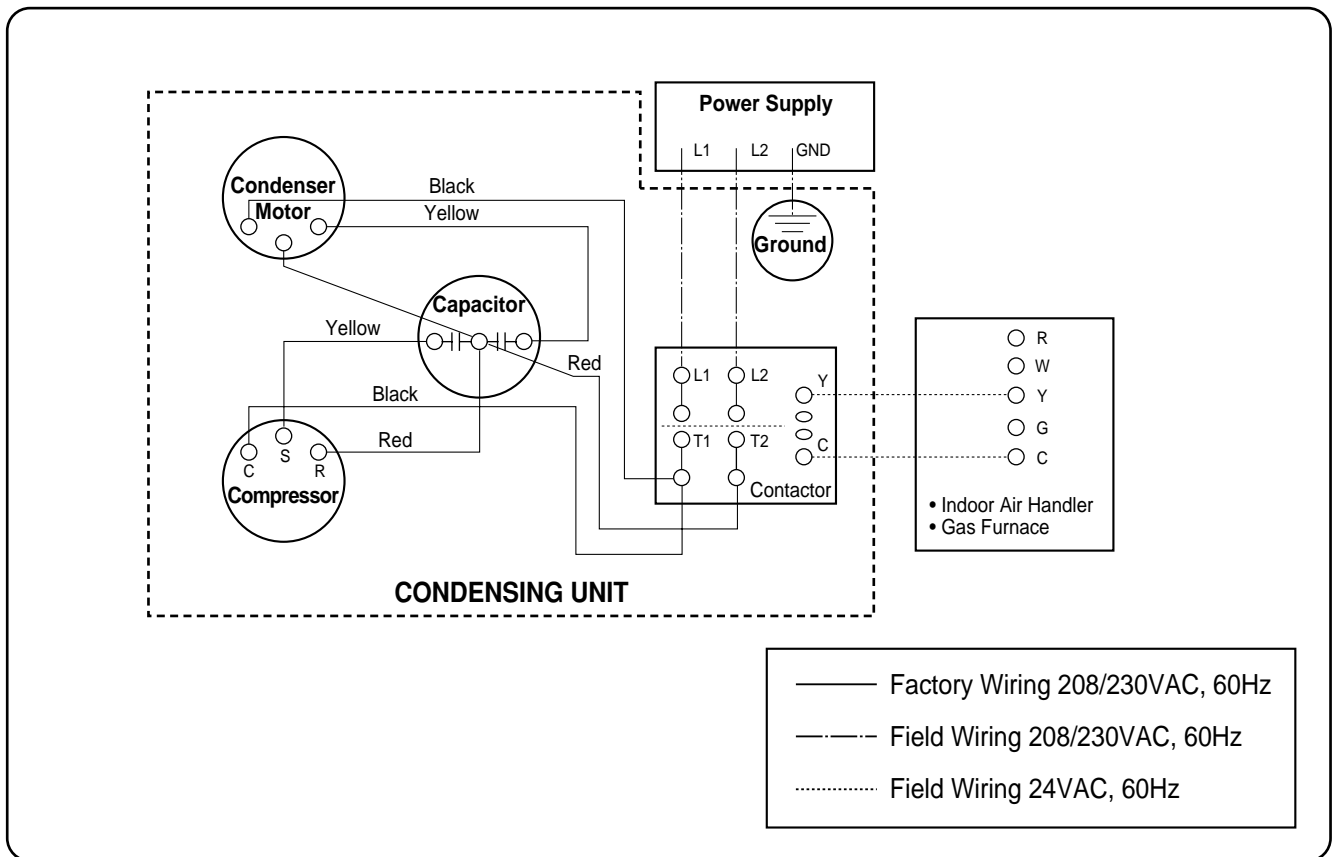 Power Supply
L1 L2 GND
Condenser
Motor
Black
Yellow
Ground
Capacitor
Yellow
Red
Black
Red
C S R
Compressor
L1 L2 Y
T1 T2 C
Contactor
R
W
Y
G
C
• Indoor Air Handler
• Gas Furnace
CONDENSING UNIT
Factory Wiring 208/230VAC, 60Hz
Field Wiring 208/230VAC, 60Hz
Field Wiring 24VAC, 60Hz